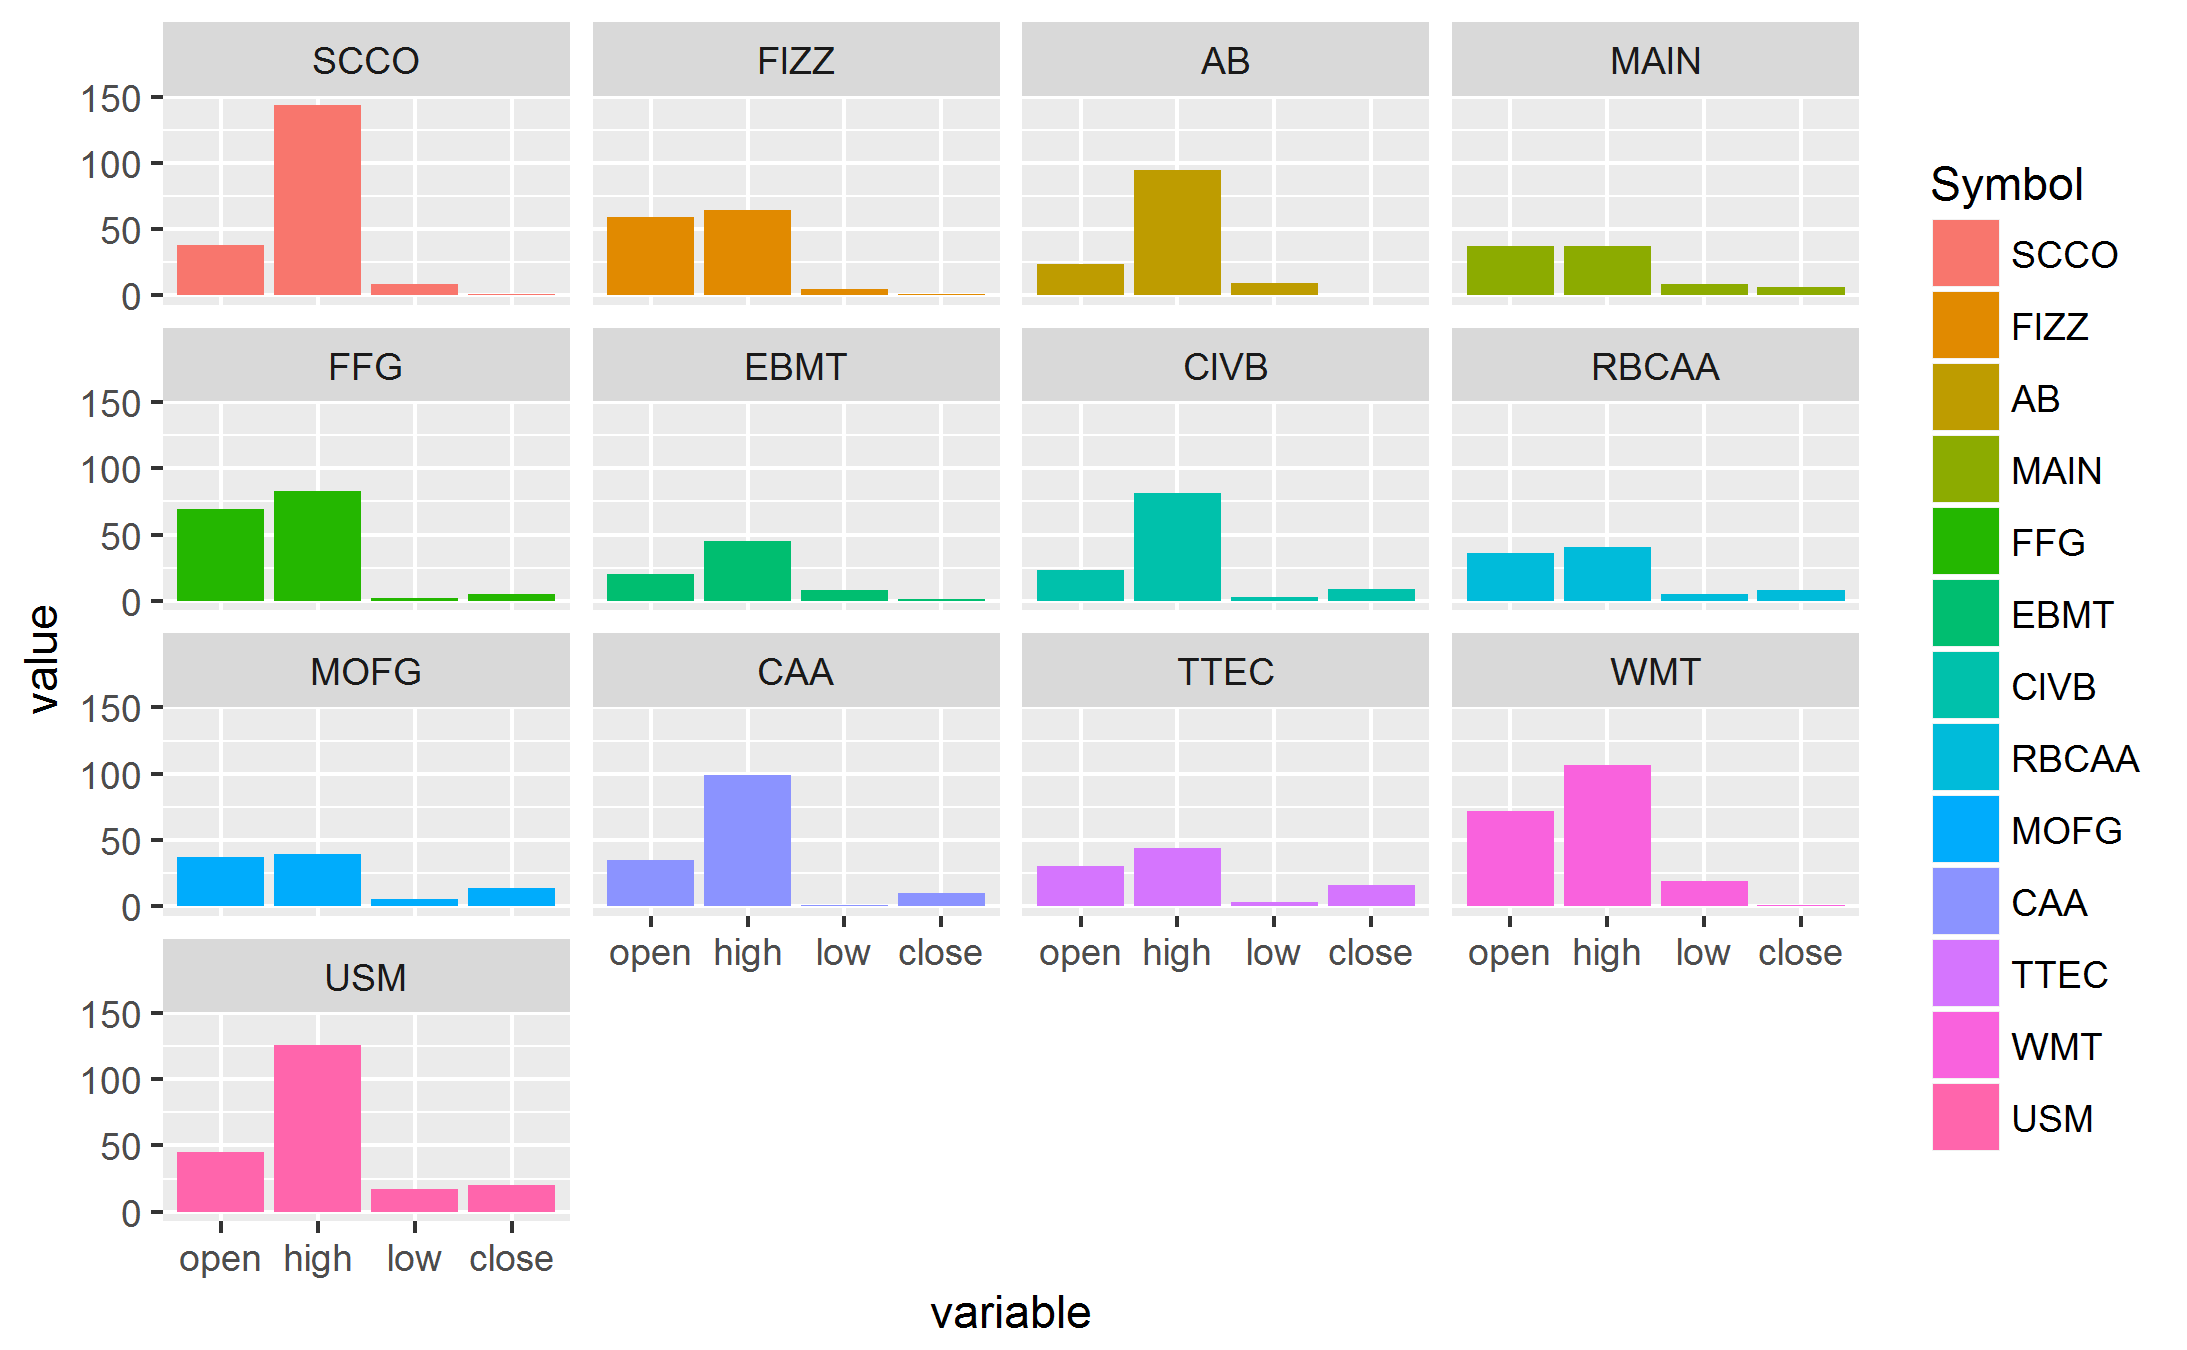 SCCO FIZZ AB MAIN
150
100
50
0
FFG EBMT CIVB RBCAA
150
100
50
0
MOFG CAA TTEC WMT
150
100
50
0
open high low close open high low close open high low close
USM
150
100
50
0
open high low close
variable
value
Symbol
SCCO
FIZZ
AB
MAIN
FFG
EBMT
CIVB
RBCAA
MOFG
CAA
TTEC
WMT
USM